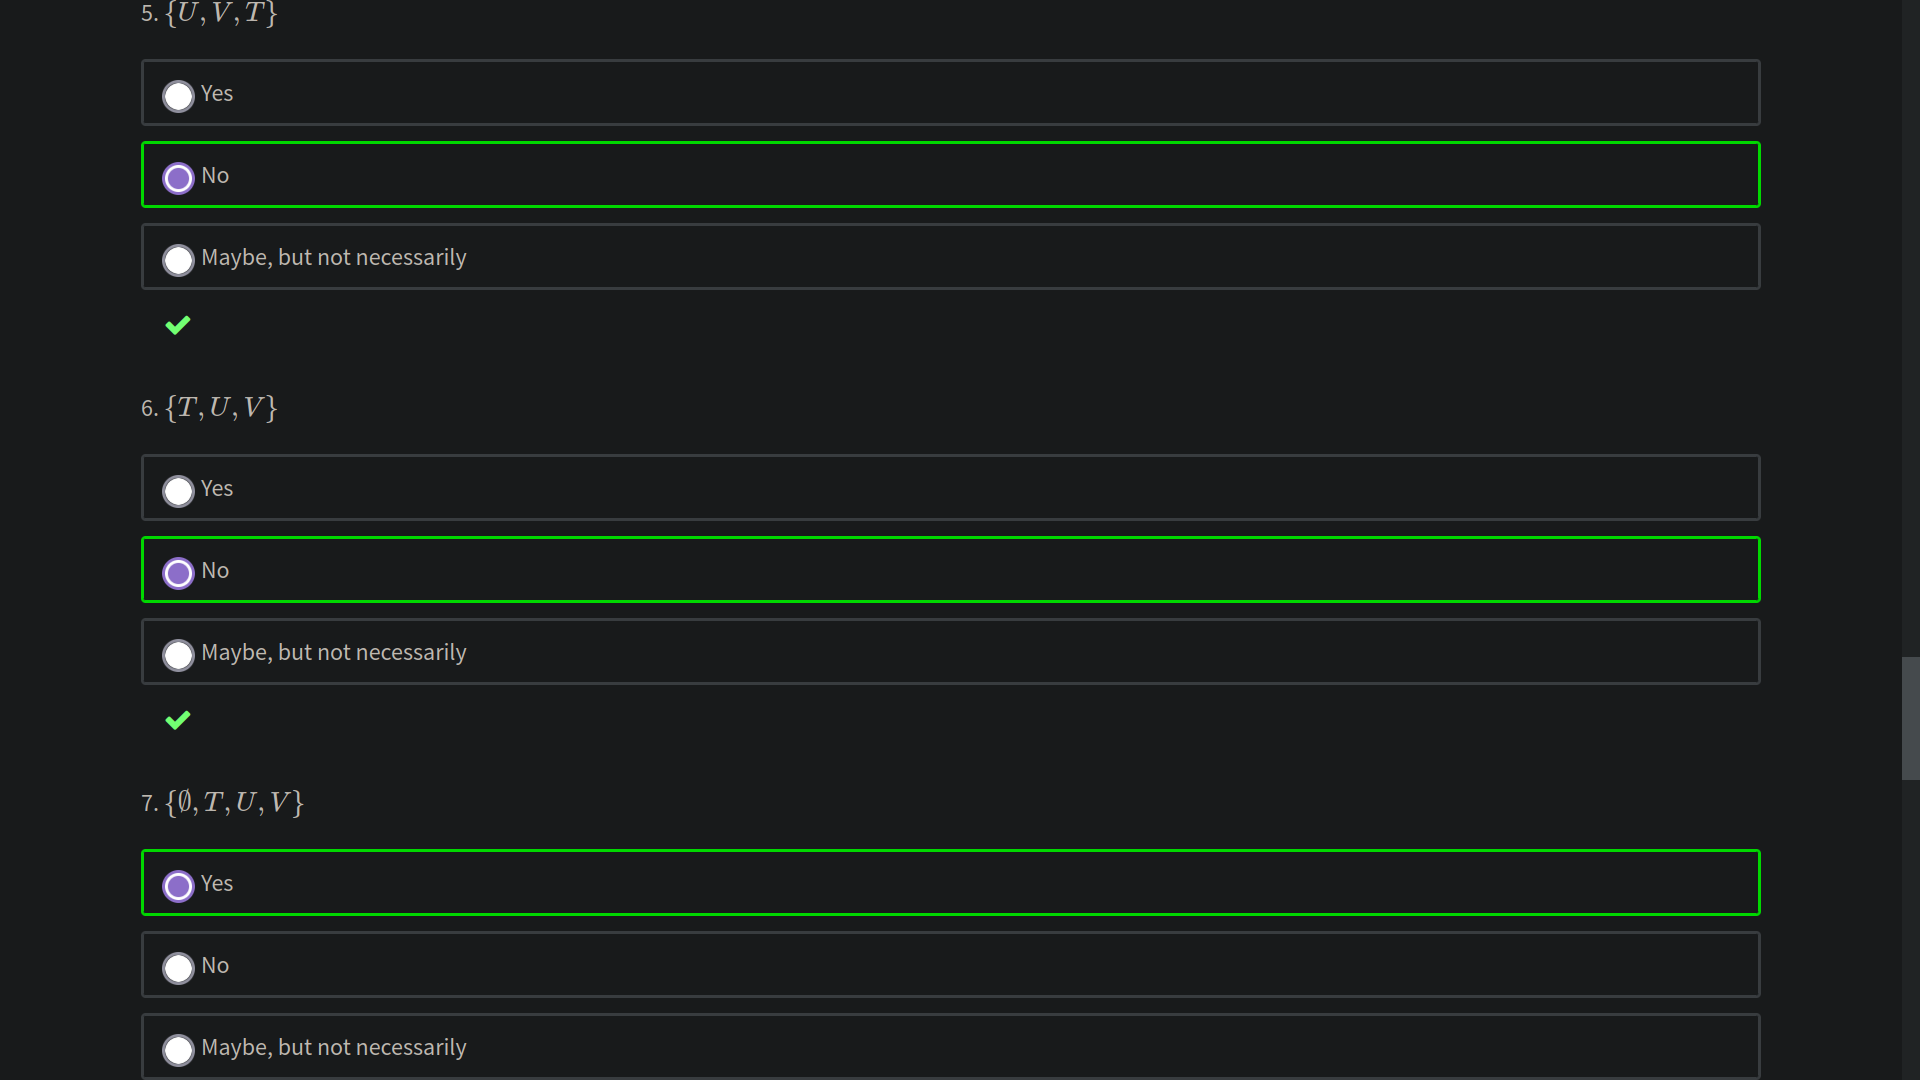 5. {U, V, T}
Yes
No
Maybe, but not necessarily
6. {T, U, V}
Yes
No
Maybe, but not necessarily
7. {∅, T, U, V}
Yes
No
Maybe, but not necessarily